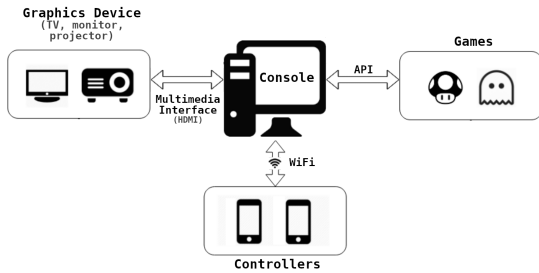 Graphics Device
(TV, monitor,
projector)
Games
Console
API
Multimedia
Interface
(HDMI)
WiFi
Controllers